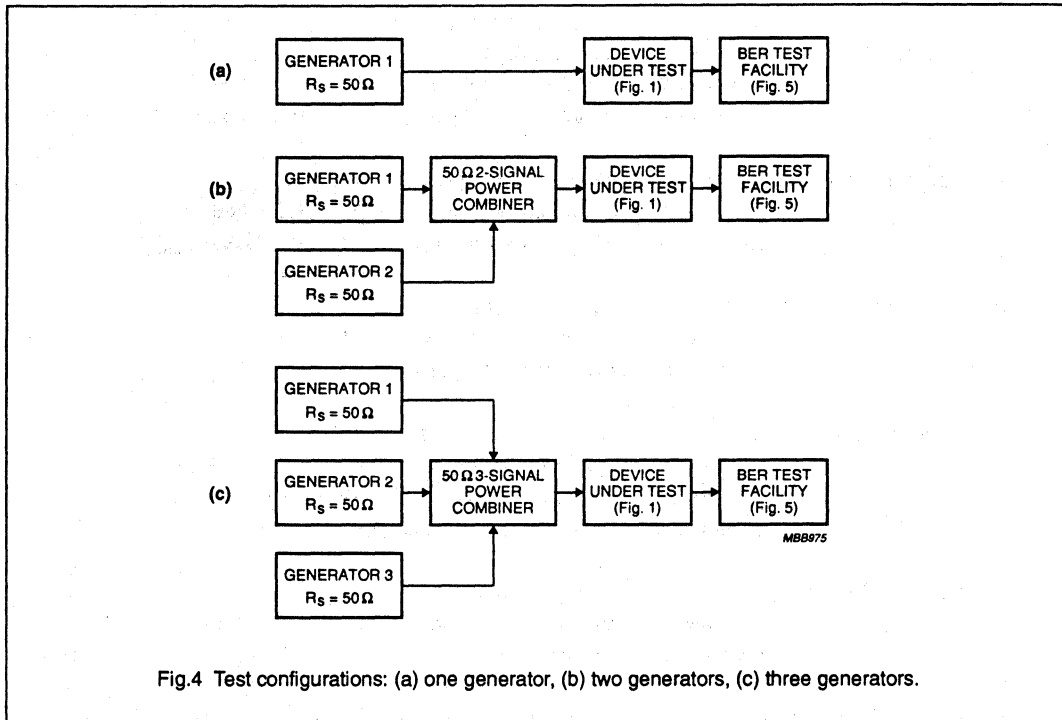 (a)
GENERATOR 1
RS = 50 Ω
DEVICE
UNDER TEST
(Fig. 1)
BER TEST
FACILITY
(Fig. 5)
(b)
GENERATOR 1
RS = 50 Ω
50 Ω 2-SIGNAL
POWER
COMBINER
DEVICE
UNDER TEST
(Fig. 1)
BER TEST
FACILITY
(Fig. 5)
GENERATOR 2
RS = 50 Ω
GENERATOR 1
RS = 50 Ω
(c)
GENERATOR 2
RS = 50 Ω
50 Ω 3-SIGNAL
POWER
COMBINER
DEVICE
UNDER TEST
(Fig. 1)
BER TEST
FACILITY
(Fig. 5)
MBB975
GENERATOR 3
RS = 50 Ω
Fig.4 Test configurations: (a) one generator, (b) two generators, (c) three generators.